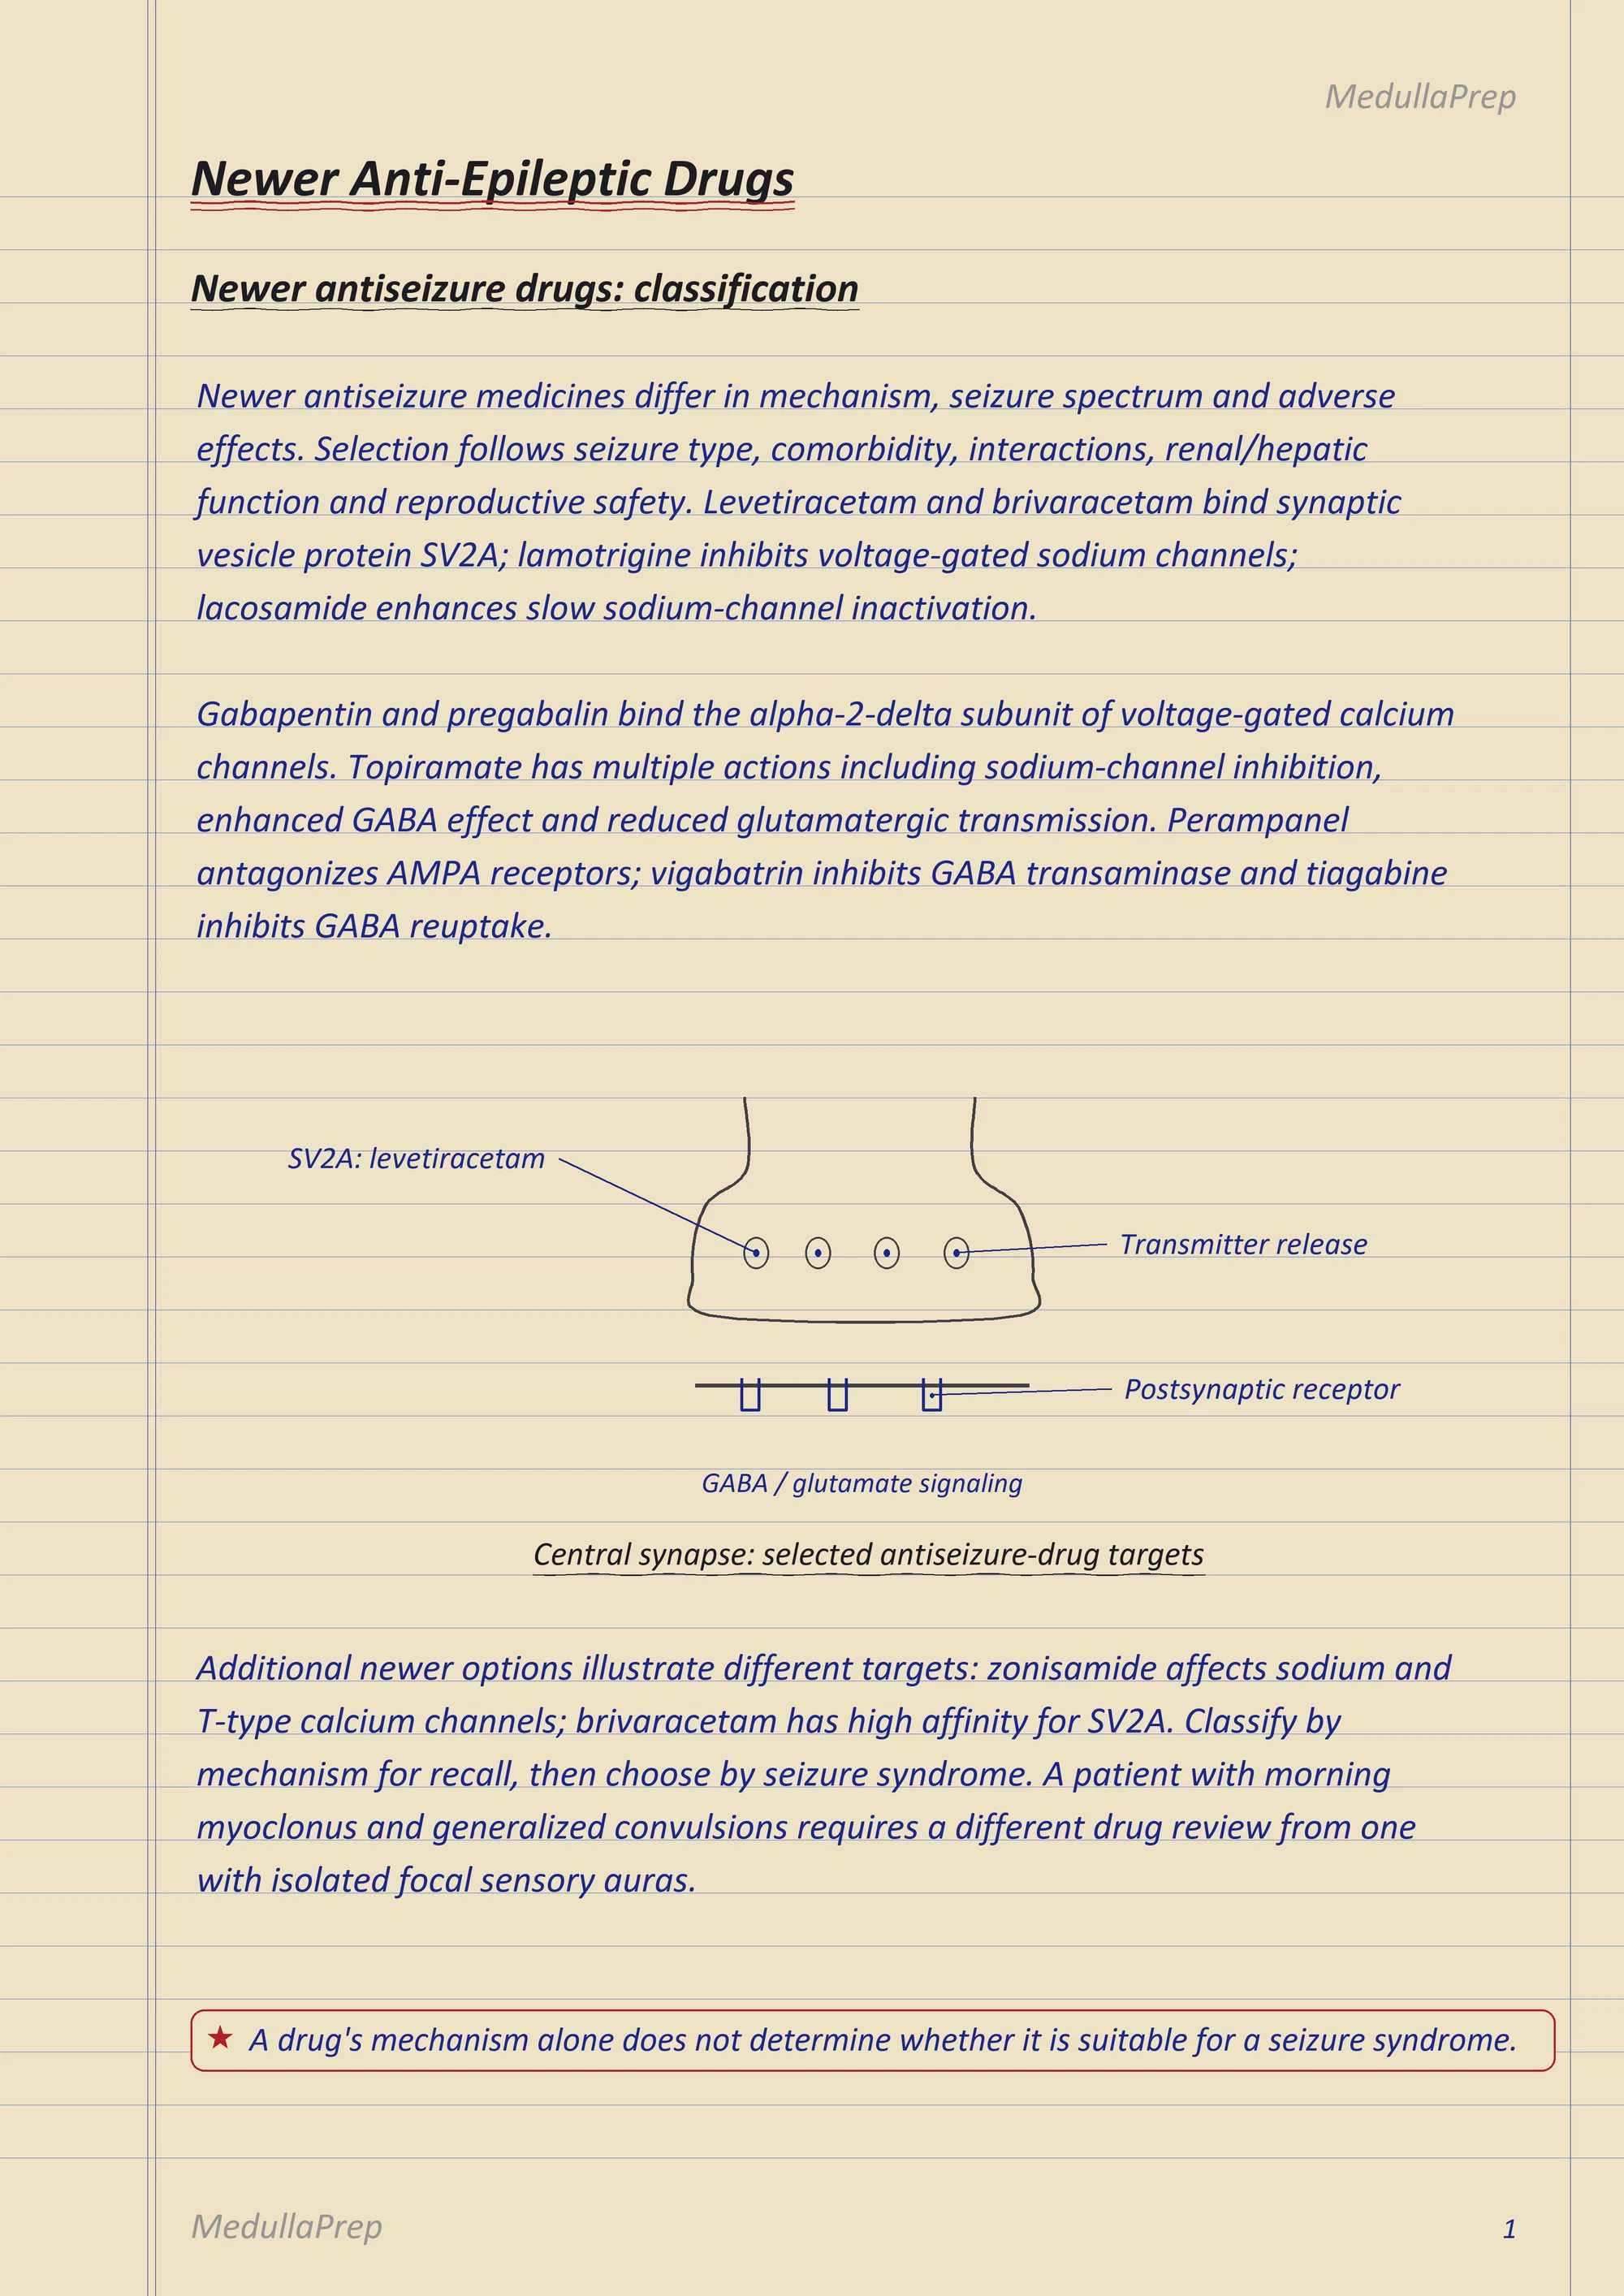 MedullaPrep
Newer Anti-Epileptic Drugs
Newer antiseizure drugs: classification
Newer antiseizure medicines differ in mechanism, seizure spectrum and adverse
effects. Selection follows seizure type, comorbidity, interactions, renal/hepatic
function and reproductive safety. Levetiracetam and brivaracetam bind synaptic
vesicle protein SV2A; lamotrigine inhibits voltage-gated sodium channels;
lacosamide enhances slow sodium-channel inactivation.
Gabapentin and pregabalin bind the alpha-2-delta subunit of voltage-gated calcium
channels. Topiramate has multiple actions including sodium-channel inhibition,
enhanced GABA effect and reduced glutamatergic transmission. Perampanel
antagonizes AMPA receptors; vigabatrin inhibits GABA transaminase and tiagabine
inhibits GABA reuptake.
SV2A: levetiracetam
Transmitter release
Postsynaptic receptor
GABA / glutamate signaling
Central synapse: selected antiseizure-drug targets
Additional newer options illustrate different targets: zonisamide affects sodium and
T-type calcium channels; brivaracetam has high affinity for SV2A. Classify by
mechanism for recall, then choose by seizure syndrome. A patient with morning
myoclonus and generalized convulsions requires a different drug review from one
with isolated focal sensory auras.
★ A drug's mechanism alone does not determine whether it is suitable for a seizure syndrome.
MedullaPrep
1